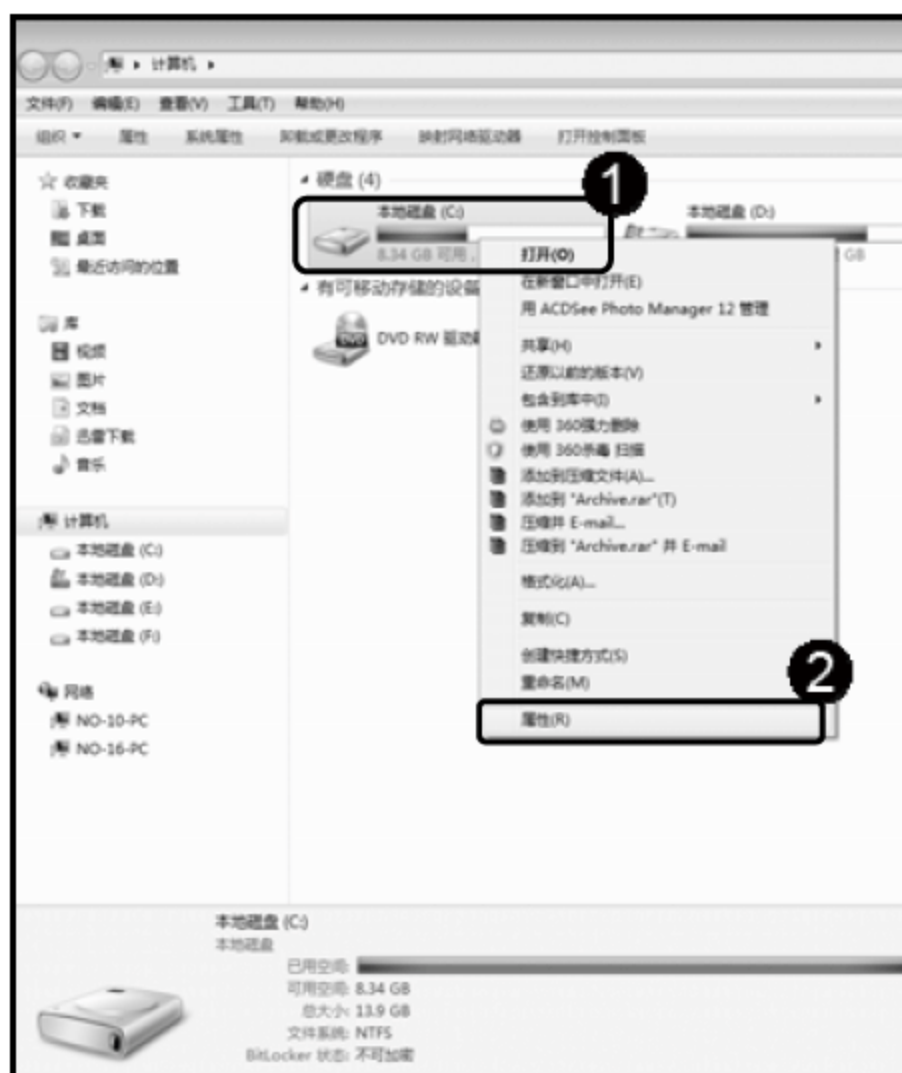 计算机
文件(F) 编辑(E) 查看(V) 工具(T) 帮助(H)
组织 属性 系统属性 卸载或更改程序 映射网络驱动器 打开控制面板
收藏夹
下载
桌面
最近访问的位置
库
视频
图片
文档
迅雷下载
音乐
计算机
本地磁盘 (C:)
本地磁盘 (D:)
本地磁盘 (E:)
本地磁盘 (F:)
网络
NO-10-PC
NO-16-PC
硬盘 (4)
1
本地磁盘 (C:)
8.34 GB 可用,
本地磁盘 (D:)
GB
有可移动存储的设备
DVD RW 驱动
打开(O)
在新窗口中打开(E)
用 ACDSee Photo Manager 12 管理
共享(H)
还原以前的版本(V)
包含到库中(I)
使用 360强力删除
使用 360杀毒 扫描
添加到压缩文件(A)...
添加到 "Archive.rar"(T)
压缩并 E-mail...
压缩到 "Archive.rar" 并 E-mail
格式化(A)...
复制(C)
创建快捷方式(S)
重命名(M)
2
属性(R)
本地磁盘 (C:)
本地磁盘
已用空间:
可用空间: 8.34 GB
总大小: 13.9 GB
文件系统: NTFS
BitLocker 状态: 不可加密